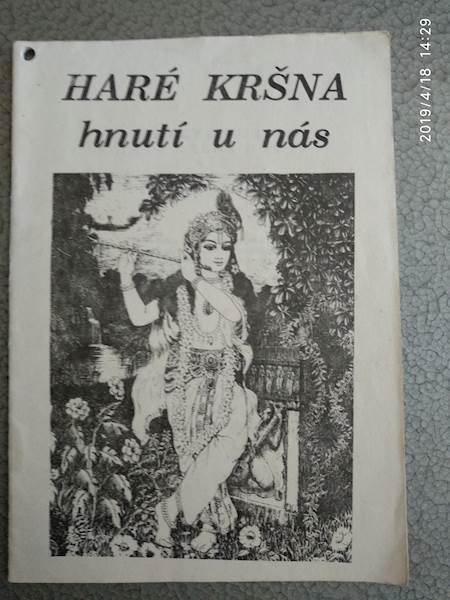 HARÉ KRŠNA
hnutí u nás
2019/4/18 14:29